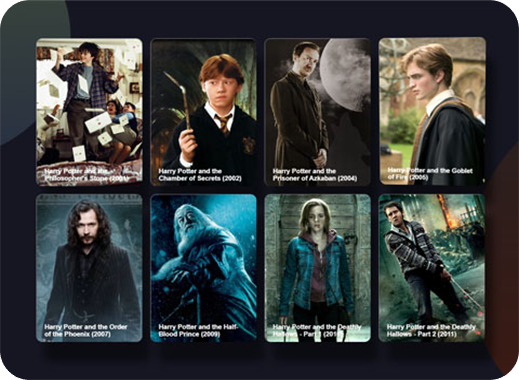 Harry Potter and the
Philosopher's Stone (2001)
Harry Potter and the
Chamber of Secrets (2002)
Harry Potter and the
Prisoner of Azkaban (2004)
Harry Potter and the Goblet
of Fire (2005)
Harry Potter and the Order
of the Phoenix (2007)
Harry Potter and the Half-
Blood Prince (2009)
Harry Potter and the Deathly
Hallows - Part 1 (2010)
Harry Potter and the Deathly
Hallows - Part 2 (2011)